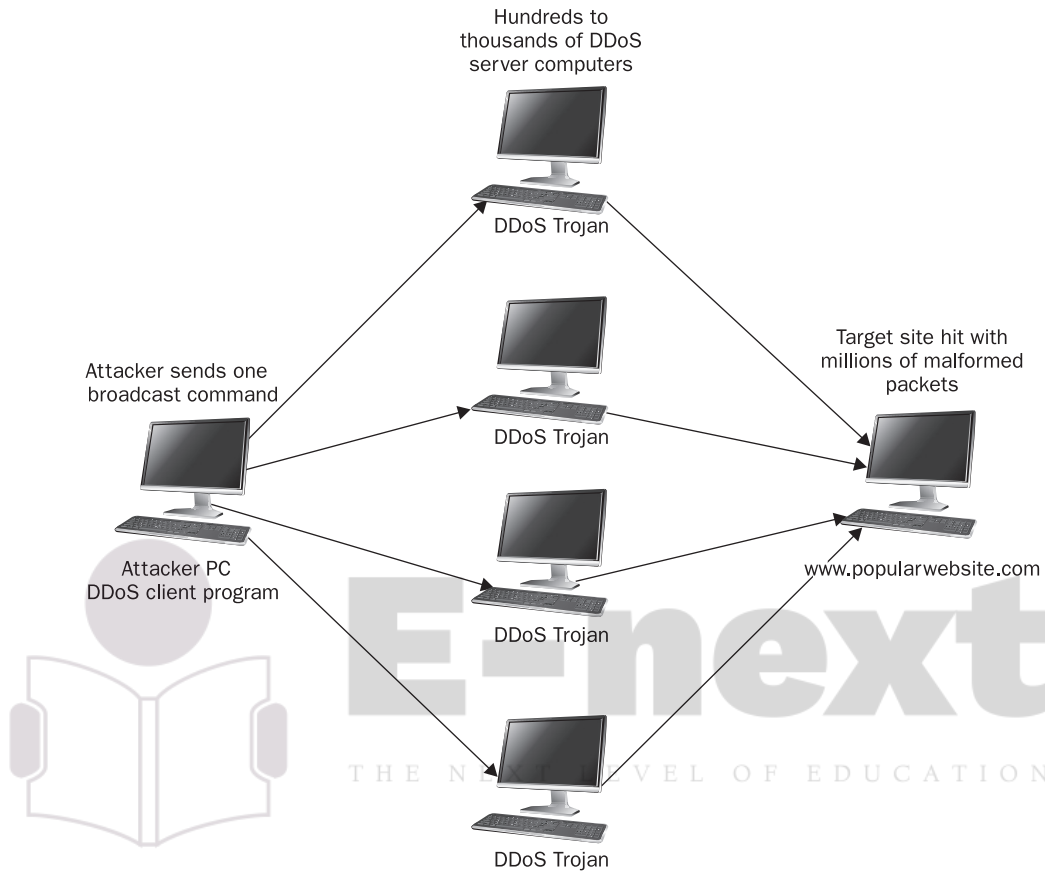 Hundreds to
thousands of DDoS
server computers
DDoS Trojan
Attacker sends one
broadcast command
DDoS Trojan
Target site hit with
millions of malformed
packets
Attacker PC
DDoS client program
DDoS Trojan
www.popularwebsite.com
E-next
THE NEXT LEVEL OF EDUCATION
DDoS Trojan